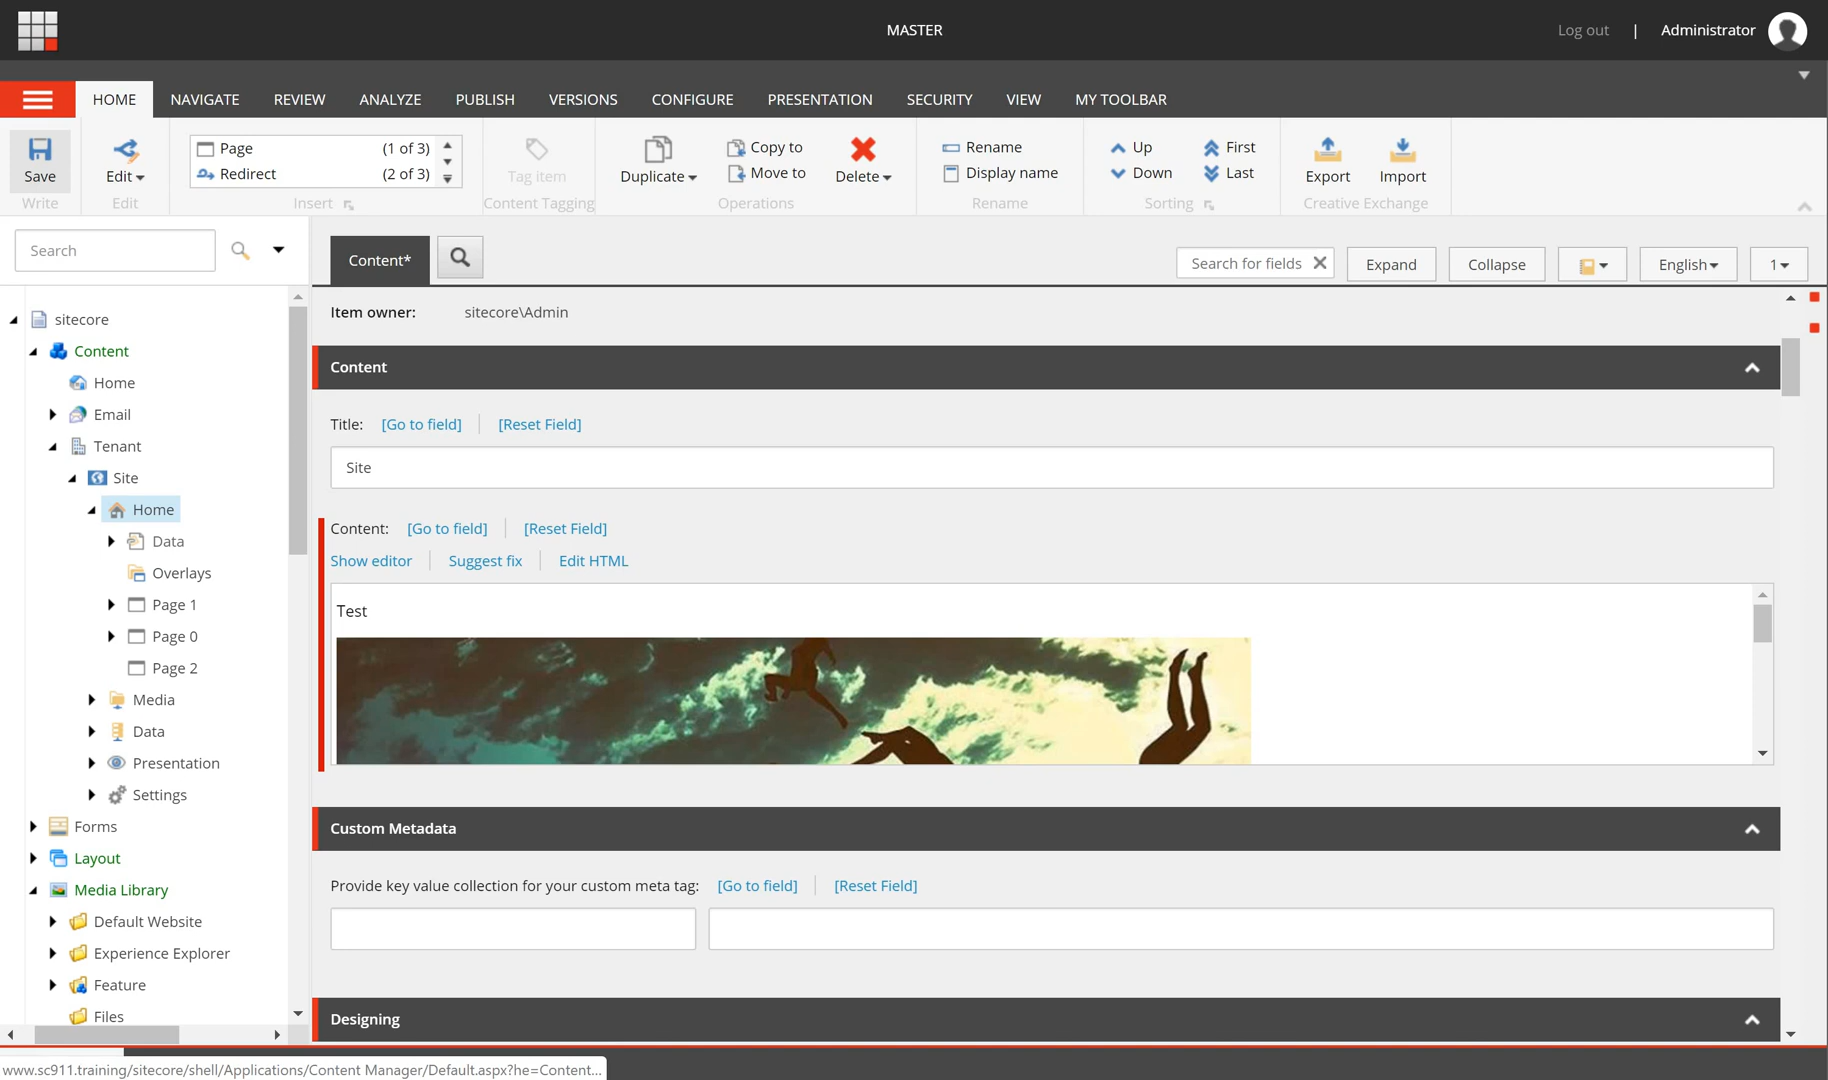 MASTER
Log out | Administrator
HOME NAVIGATE REVIEW ANALYZE PUBLISH VERSIONS CONFIGURE PRESENTATION SECURITY VIEW MY TOOLBAR
Save
Write
Edit
Edit
Page (1 of 3)
Redirect (2 of 3)
Insert
Tag item
Content Tagging
Duplicate
Copy to
Move to
Delete
Operations
Rename
Display name
Rename
Up
Down
First
Last
Sorting
Export
Import
Creative Exchange
Search
sitecore
Content
Home
Email
Tenant
Site
Home
Data
Overlays
Page 1
Page 0
Page 2
Media
Data
Presentation
Settings
Forms
Layout
Media Library
Default Website
Experience Explorer
Feature
Files
Content*
Search for fields
Expand
Collapse
English
1
Item owner: sitecore\Admin
Content
Title: [Go to field] [Reset Field]
Site
Content: [Go to field] [Reset Field]
Show editor Suggest fix Edit HTML
Test
Custom Metadata
Provide key value collection for your custom meta tag: [Go to field] [Reset Field]
Designing
www.sc911.training/sitecore/shell/Applications/Content Manager/Default.aspx?he=Content...